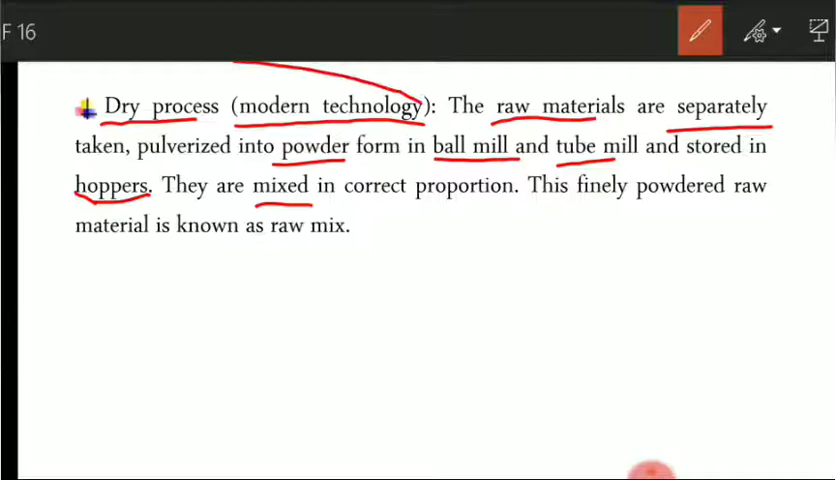 F 16
Dry process (modern technology): The raw materials are separately
taken, pulverized into powder form in ball mill and tube mill and stored in
hoppers. They are mixed in correct proportion. This finely powdered raw
material is known as raw mix.